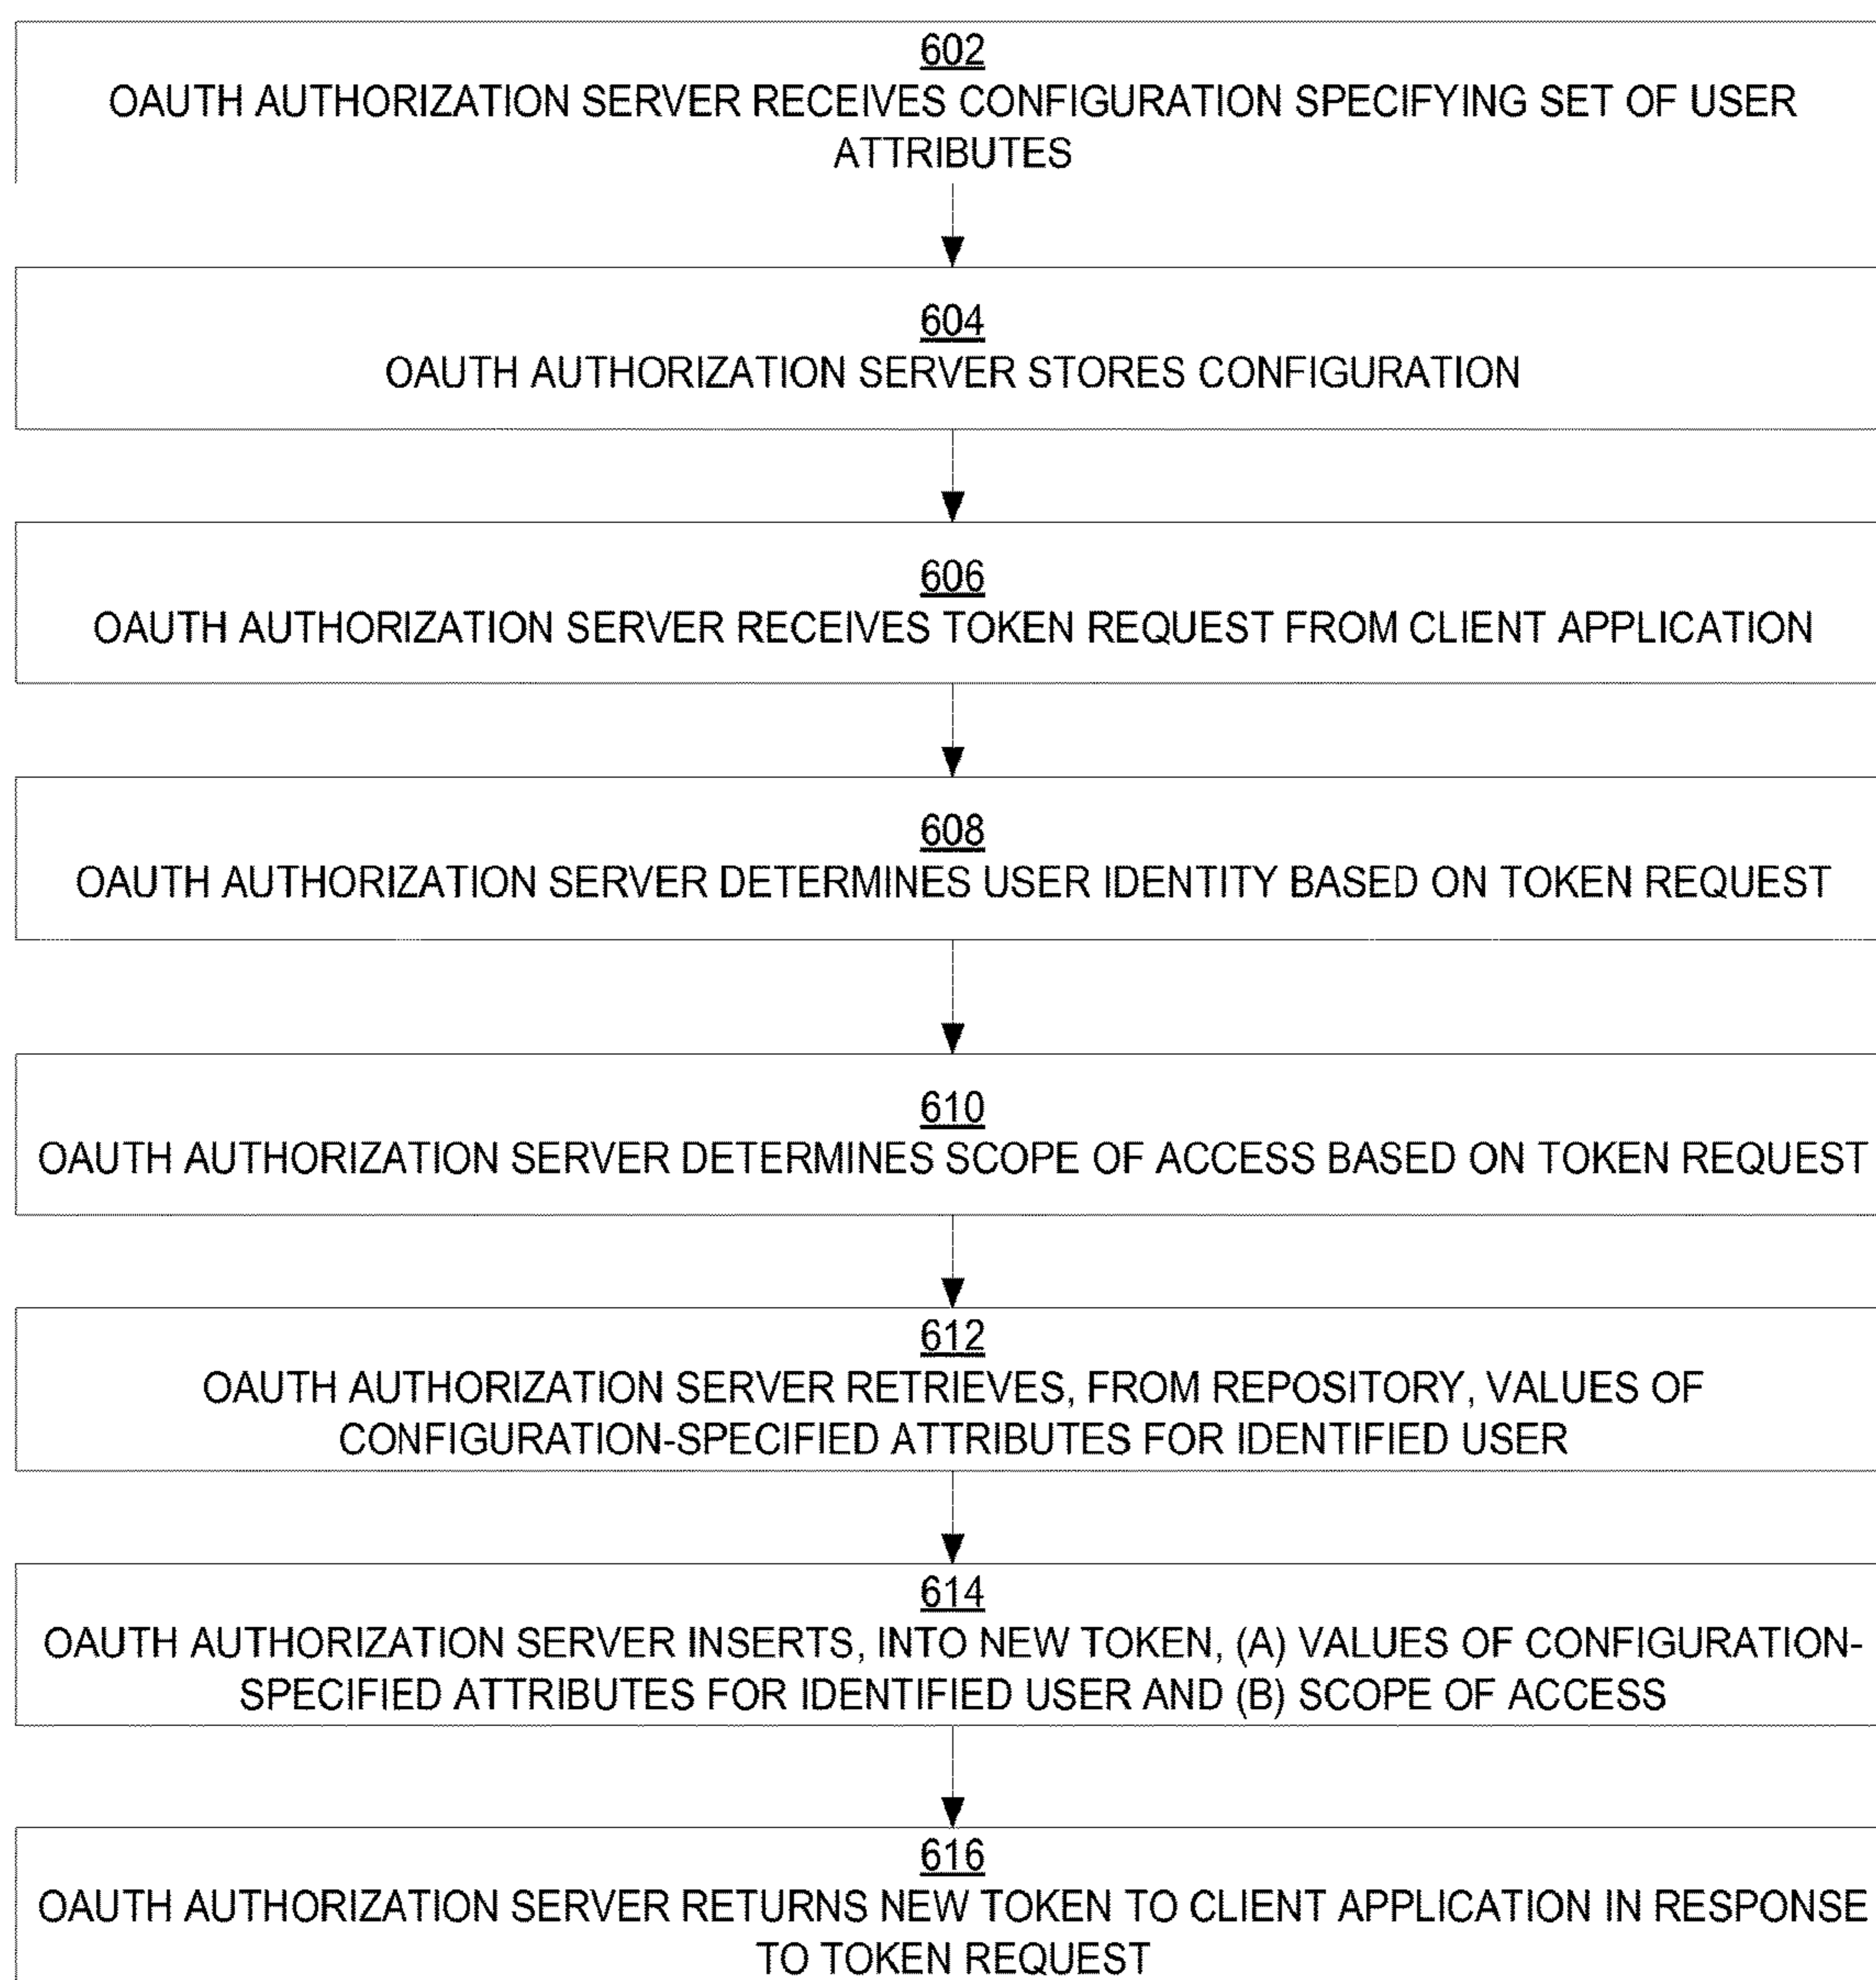 602
OAUTH AUTHORIZATION SERVER RECEIVES CONFIGURATION SPECIFYING SET OF USER
ATTRIBUTES
604
OAUTH AUTHORIZATION SERVER STORES CONFIGURATION
606
OAUTH AUTHORIZATION SERVER RECEIVES TOKEN REQUEST FROM CLIENT APPLICATION
608
OAUTH AUTHORIZATION SERVER DETERMINES USER IDENTITY BASED ON TOKEN REQUEST
610
OAUTH AUTHORIZATION SERVER DETERMINES SCOPE OF ACCESS BASED ON TOKEN REQUEST
612
OAUTH AUTHORIZATION SERVER RETRIEVES, FROM REPOSITORY, VALUES OF
CONFIGURATION-SPECIFIED ATTRIBUTES FOR IDENTIFIED USER
614
OAUTH AUTHORIZATION SERVER INSERTS, INTO NEW TOKEN, (A) VALUES OF CONFIGURATION-
SPECIFIED ATTRIBUTES FOR IDENTIFIED USER AND (B) SCOPE OF ACCESS
616
OAUTH AUTHORIZATION SERVER RETURNS NEW TOKEN TO CLIENT APPLICATION IN RESPONSE
TO TOKEN REQUEST